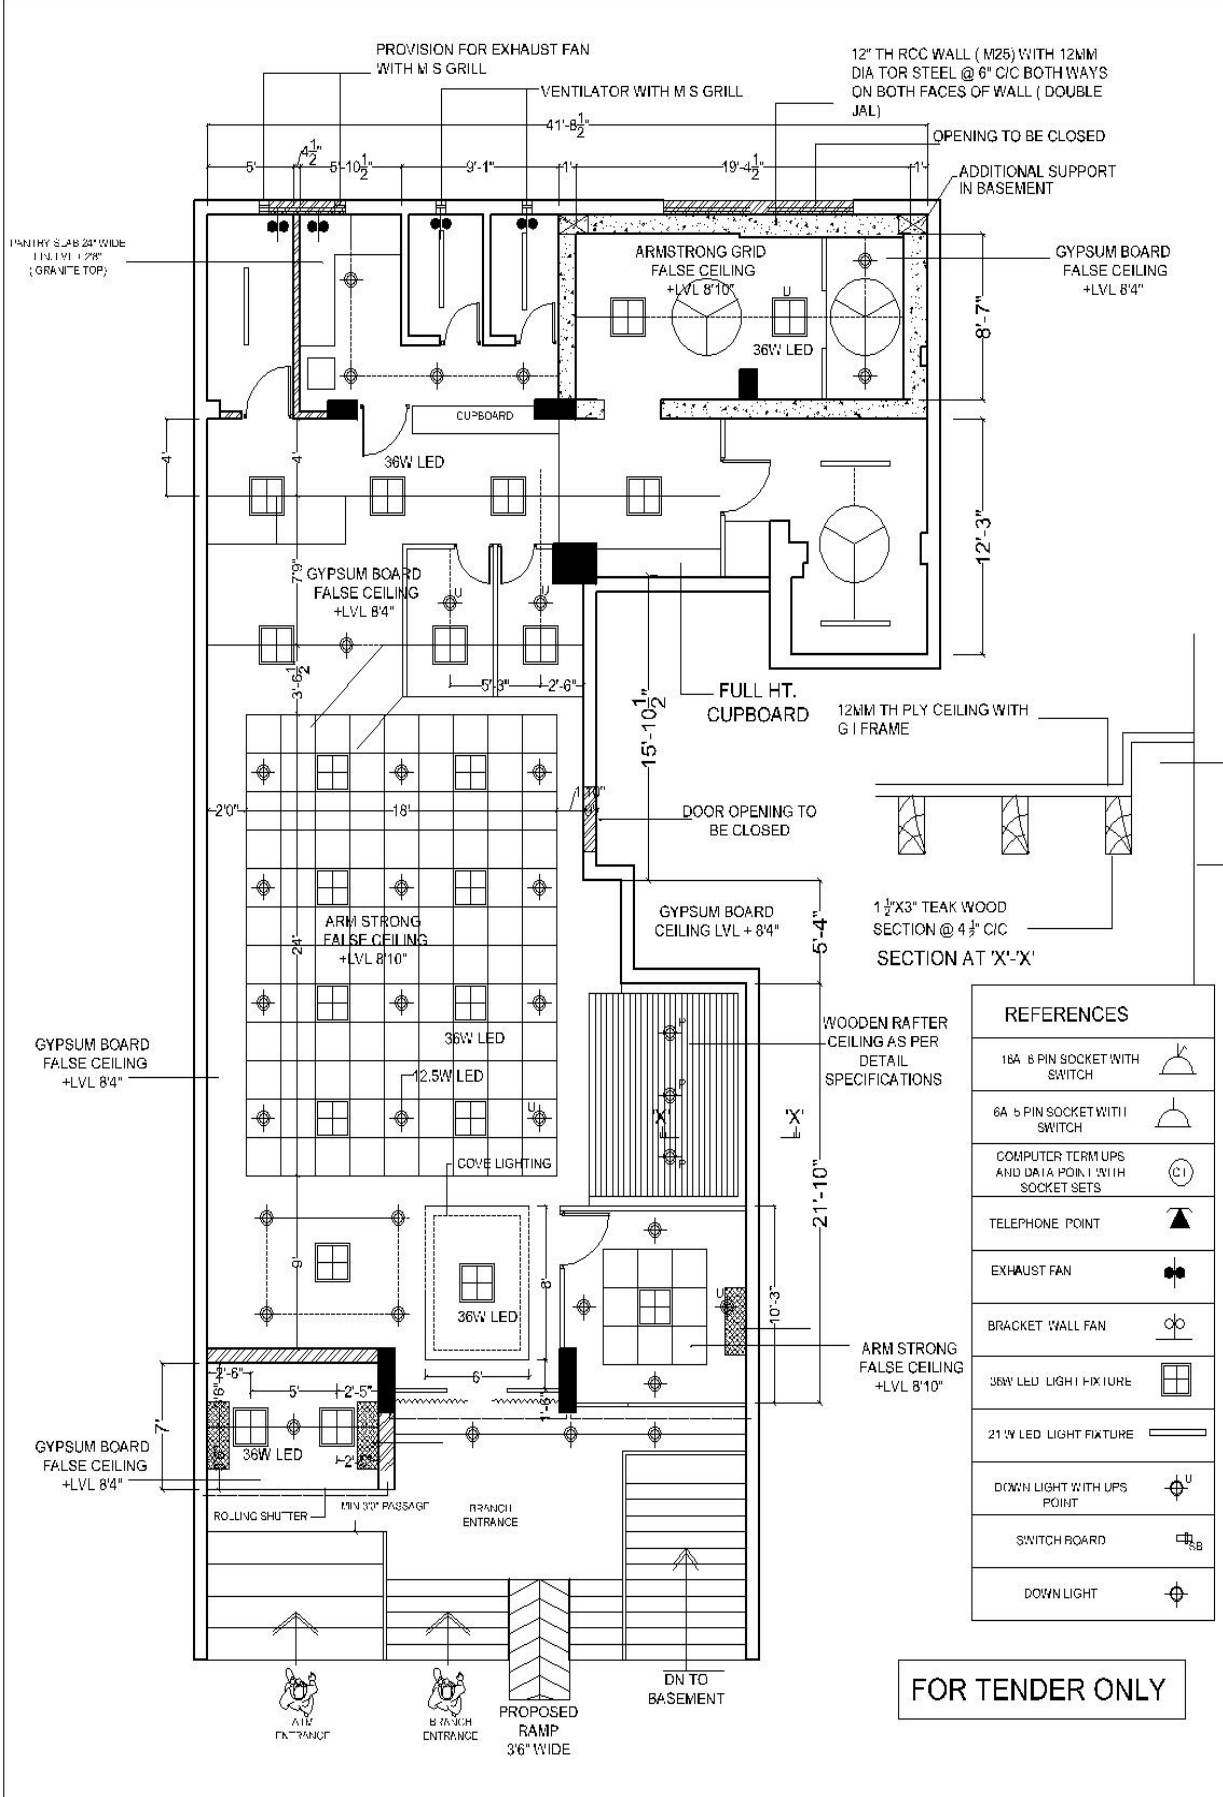 PROVISION FOR EXHAUST FAN
WITH M S GRILL
VENTILATOR WITH M S GRILL
12" TH RCC WALL ( M25) WITH 12MM
DIA TOR STEEL @ 6" C/C BOTH WAYS
ON BOTH FACES OF WALL ( DOUBLE
JAL)
OPENING TO BE CLOSED
ADDITIONAL SUPPORT
IN BASEMENT
41'-8½"
5'
4½"
5'-10½"
9'-1"
1'
19'-4½"
1'
PANTRY SLAB 24" WIDE
( GRANITE TOP)
ARMSTRONG GRID
FALSE CEILING
+LVL 8'10"
GYPSUM BOARD
FALSE CEILING
+LVL 8'4"
U
36W LED
8'-7"
CUPBOARD
36W LED
4'
4'
12'-3"
GYPSUM BOARD
FALSE CEILING
+LVL 8'4"
7'9"
U
3'-6½"
5'-3"
2'-6"
FULL HT.
CUPBOARD
15'-10½"
12MM TH PLY CEILING WITH
G I FRAME
2'0"
18'
DOOR OPENING TO
BE CLOSED
ARM STRONG
FALSE CEILING
+LVL 8'10"
24'
GYPSUM BOARD
CEILING LVL + 8'4"
5'-4"
1½"X3" TEAK WOOD
SECTION @ 4½" C/C
SECTION AT 'X'-'X'
GYPSUM BOARD
FALSE CEILING
+LVL 8'4"
36W LED
12.5W LED
U
COVE LIGHTING
P
P
P
'X'
'X'
WOODEN RAFTER
CEILING AS PER
DETAIL
SPECIFICATIONS
21'-10"
9'
8'
36W LED
6'
1'-6"
U
10'-3"
ARM STRONG
FALSE CEILING
+LVL 8'10"
2'-6"
5'
2'-5"
7'
36W LED
GYPSUM BOARD
FALSE CEILING
+LVL 8'4"
ROLLING SHUTTER
MIN 3'0" PASSAGE
BRANCH
ENTRANCE
ATM
ENTRANCE
BRANCH
ENTRANCE
PROPOSED
RAMP
3'6" WIDE
DN TO
BASEMENT
REFERENCES
16A 6 PIN SOCKET WITH
SWITCH
6A 5 PIN SOCKET WITH
SWITCH
COMPUTER TERM UPS
AND DATA POINT WITH
SOCKET SETS
TELEPHONE POINT
EXHAUST FAN
BRACKET WALL FAN
36W LED LIGHT FIXTURE
21 W LED LIGHT FIXTURE
DOWN LIGHT WITH UPS
POINT
U
SWITCH BOARD
SB
DOWN LIGHT
FOR TENDER ONLY